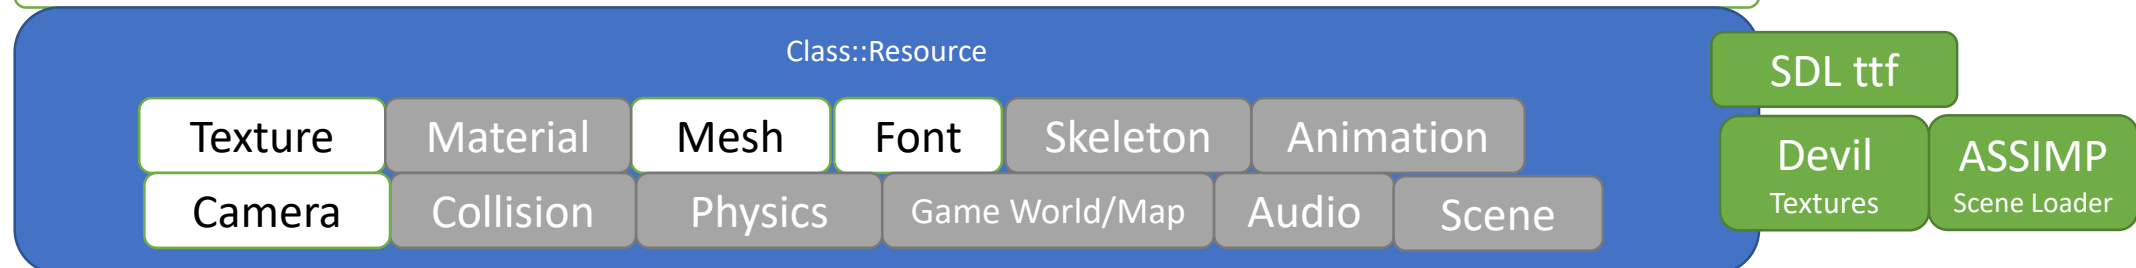 Class::Resource
SDL ttf
Texture
Material
Mesh
Font
Skeleton
Animation
Devil
Textures
ASSIMP
Scene Loader
Camera
Collision
Physics
Game World/Map
Audio
Scene